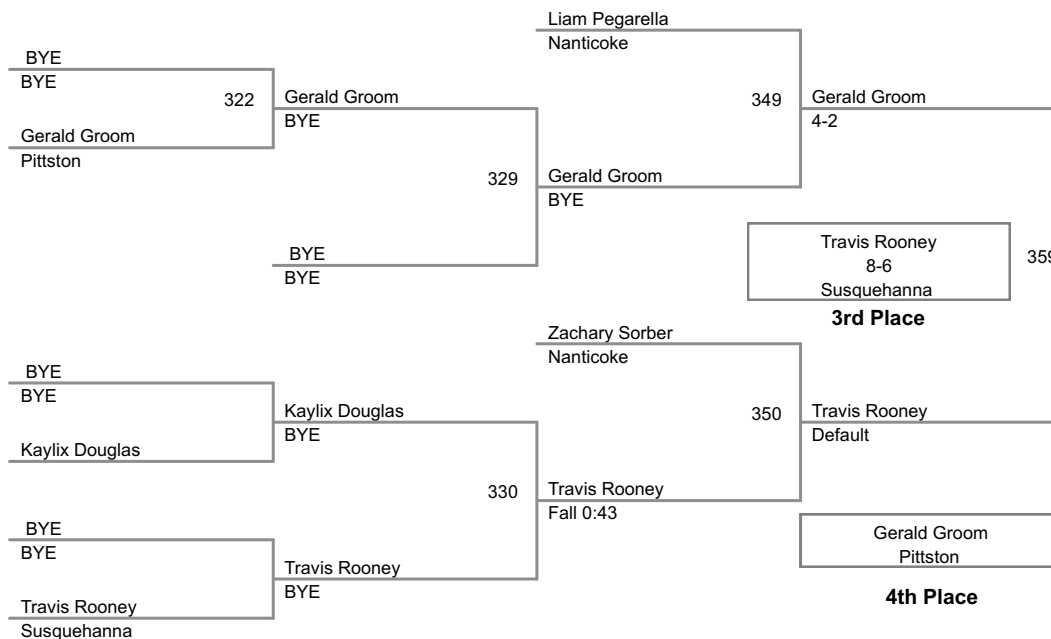 Liam Pegarella
Nanticoke
BYE
BYE
322
Gerald Groom
BYE
349
Gerald Groom
4-2
Gerald Groom
Pittston
329
Gerald Groom
BYE
BYE
BYE
Travis Rooney
8-6
Susquehanna
359
3rd Place
Zachary Sorber
Nanticoke
BYE
BYE
Kaylix Douglas
BYE
350
Travis Rooney
Default
Kaylix Douglas
330
Travis Rooney
Fall 0:43
BYE
BYE
Gerald Groom
Pittston
Travis Rooney
BYE
4th Place
Travis Rooney
Susquehanna